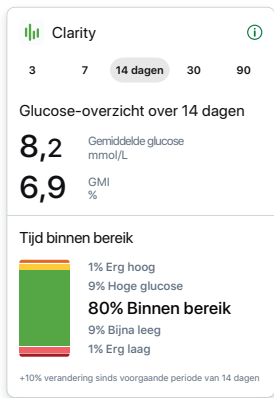 Clarity
3 7 14 dagen 30 90
Glucose-overzicht over 14 dagen
8,2 Gemiddelde glucose
mmol/L
6,9 GMI
%
Tijd binnen bereik
1% Erg hoog
9% Hoge glucose
80% Binnen bereik
9% Bijna leeg
1% Erg laag
+10% verandering sinds voorgaande periode van 14 dagen